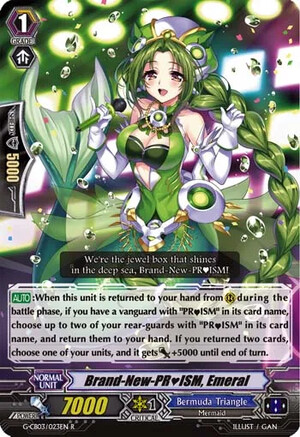 1
GRADE
SHIELD
5000
We're the jewel box that shines
in the deep sea, Brand-New-PR♥ISM!
AUTO:When this unit is returned to your hand from during the
battle phase, if you have a vanguard with "PR♥ISM" in its card name,
choose up to two of your rear-guards with "PR♥ISM" in its card
name, and return them to your hand. If you returned two cards,
choose one of your units, and it gets +5000 until end of turn.
NORMAL
UNIT
Brand-New-PR♥ISM, Emeral
POWER
7000
1
CRITICAL
Bermuda Triangle
Mermaid
G-CB03/023EN R
ILLUST / GAN